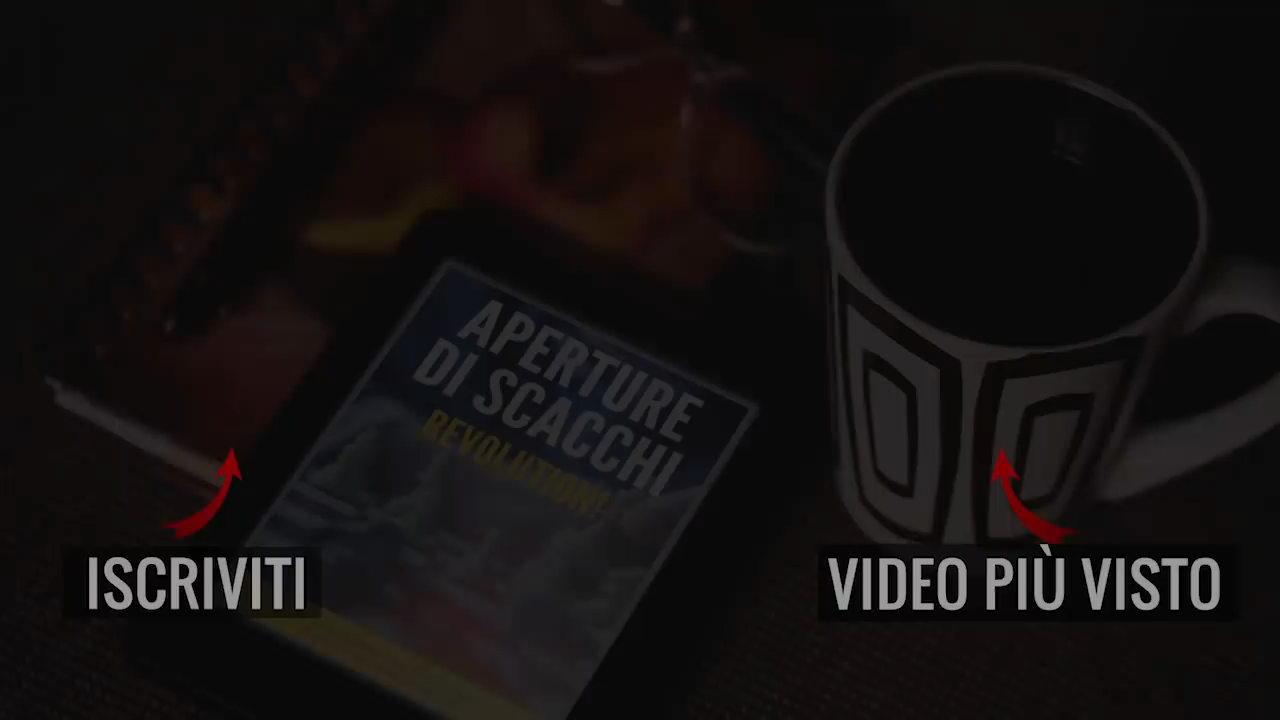 APERTURE
DI SCACCHI
REVOLUTION!
ISCRIVITI
VIDEO PIÙ VISTO